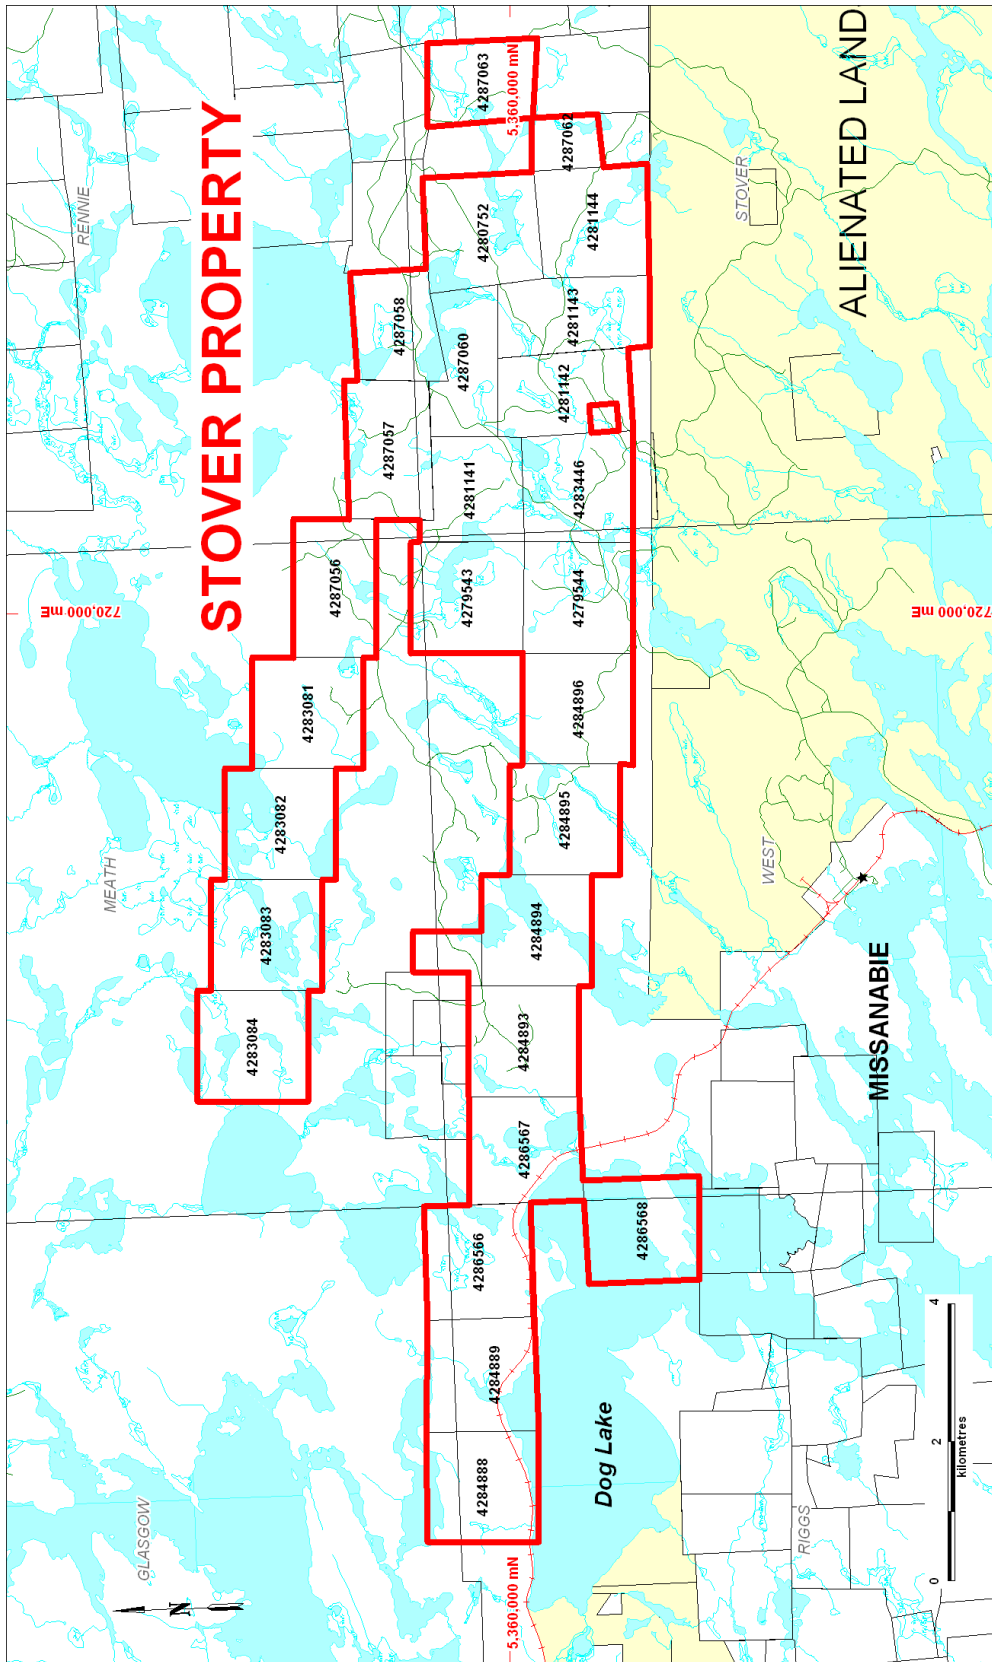 STOVER PROPERTY
ALIENATED LAND
RENNIE
MEATH
GLASGOW
STOVER
WEST
RIGGS
MISSANABIE
Dog Lake
720,000 mE
720,000 mE
5,360,000 mN
5,360,000 mN
4283084
4283083
4283082
4283081
4287056
4287057
4287058
4287063
4284888
4284889
4286566
4286567
4284893
4284894
4284895
4279543
4281141
4287060
4280752
4287062
4286568
4284896
4279544
4283446
4281142
4281143
4281144
N
0
2
4
kilometres